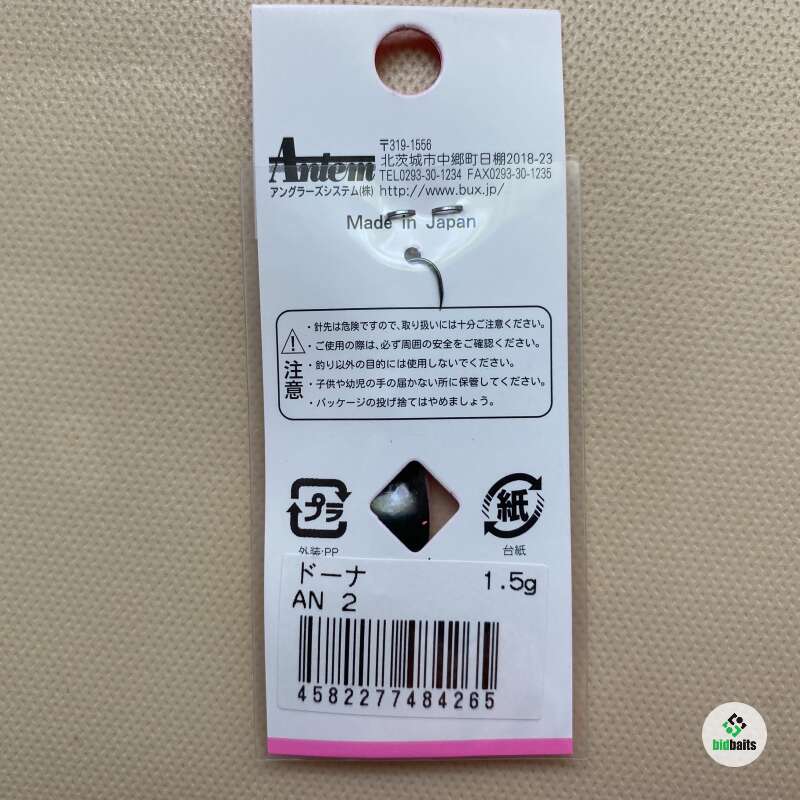 Antem
アングラーズシステム(株)
〒319-1556
北茨城市中郷町日棚2018-23
TEL0293-30-1234 FAX0293-30-1235
http://www.bux.jp/
Made in Japan
注意
・針先は危険ですので、取り扱いには十分ご注意ください。
・ご使用の際は、必ず周囲の安全をご確認ください。
・釣り以外の目的には使用しないでください。
・子供や幼児の手の届かない所に保管してください。
・パッケージの投げ捨てはやめましょう。
プラ
外装・PP
紙
台紙
ドーナ
1.5g
AN 2
4582277484265
bidbaits